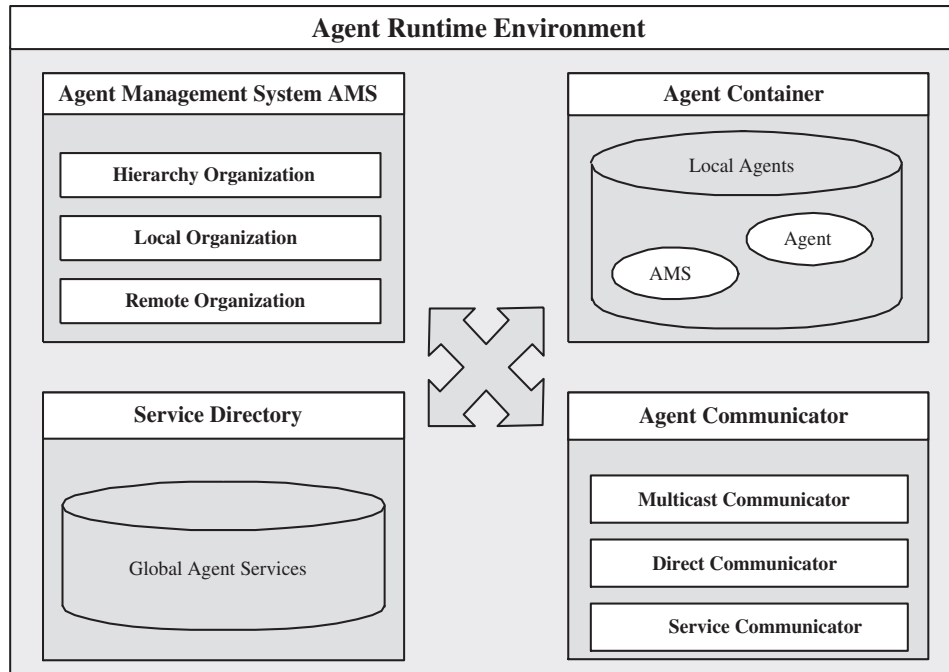 Agent Runtime Environment
Agent Management System AMS
Hierarchy Organization
Local Organization
Remote Organization
Agent Container
Local Agents
Agent
AMS
Service Directory
Global Agent Services
Agent Communicator
Multicast Communicator
Direct Communicator
Service Communicator